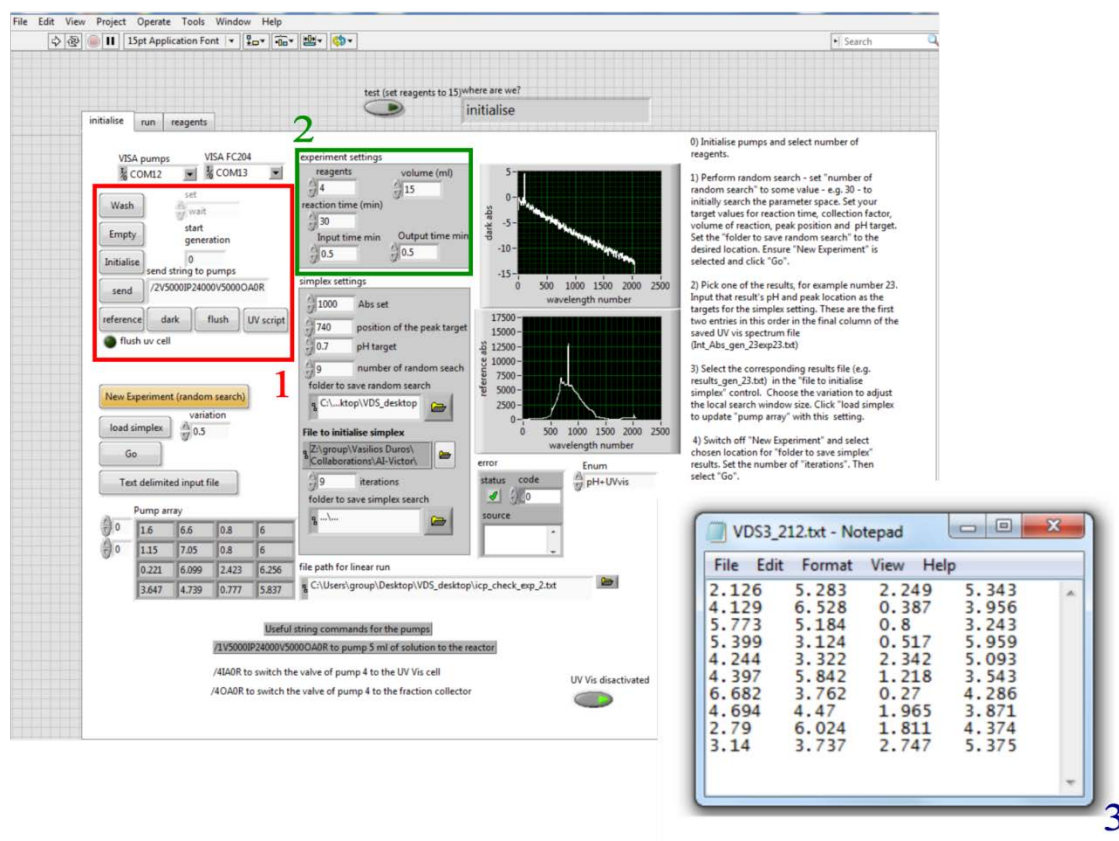 File Edit View Project Operate Tools Window Help
15pt Application Font
Search
test (set reagents to 15)
where are we?
initialise
initialise run reagents
VISA pumps VISA FC204
COM12 COM13
Wash
set
wait
Empty
start
generation
Initialise
0
send string to pumps
send
/2V5000IP24000V5000OA0R
reference dark flush UV script
flush uv cell
1
2
experiment settings
reagents volume (ml)
4 15
reaction time (min)
30
Input time min Output time min
0.5 0.5
simplex settings
1000 Abs set
740 position of the peak target
0.7 pH target
9 number of random seach
folder to save random search
C:\...ktop\VDS_desktop
File to initialise simplex
Z:\group\Vasilios Duros\
Collaborations\AI-Victor\
9 iterations
folder to save simplex search
...\...
New Experiment (random search)
variation
load simplex 0.5
Go
Text delimited input file
Pump array
0 1.6 6.6 0.8 6
0 1.15 7.05 0.8 6
0.221 6.099 2.423 6.256
3.647 4.739 0.777 5.837
file path for linear run
C:\Users\group\Desktop\VDS_desktop\icp_check_exp_2.txt
Useful string commands for the pumps
/1V5000IP24000V5000OA0R to pump 5 ml of solution to the reactor
/4IA0R to switch the valve of pump 4 to the UV Vis cell
/4OA0R to switch the valve of pump 4 to the fraction collector
UV Vis disactivated
dark abs
5
0
-5
-10
-15
0 500 1000 1500 2000 2500
wavelength number
reference abs
17500
15000
12500
10000
7500
5000
2500
0
0 500 1000 1500 2000 2500
wavelength number
error
status code
0
source
Enum
pH+UVvis
0) Initialise pumps and select number of
reagents.
1) Perform random search - set "number of
random search" to some value - e.g. 30 - to
initially search the parameter space. Set your
target values for reaction time, collection factor,
volume of reaction, peak position and pH target.
Set the "folder to save random search" to the
desired location. Ensure "New Experiment" is
selected and click "Go".
2) Pick one of the results, for example number 23.
Input that result's pH and peak location as the
targets for the simplex setting. These are the first
two entries in this order in the final column of the
saved UV vis spectrum file
(Int_Abs_gen_23exp23.txt)
3) Select the corresponding results file (e.g.
results_gen_23.txt) in the "file to initialise
simplex" control. Choose the variation to adjust
the local search window size. Click "load simplex
to update "pump array" with this setting.
4) Switch off "New Experiment" and select
chosen location for "folder to save simplex"
results. Set the number of "iterations". Then
select "Go".
VDS3_212.txt - Notepad
File Edit Format View Help
2.126 5.283 2.249 5.343
4.129 6.528 0.387 3.956
5.773 5.184 0.8 3.243
5.399 3.124 0.517 5.959
4.244 3.322 2.342 5.093
4.397 5.842 1.218 3.543
6.682 3.762 0.27 4.286
4.694 4.47 1.965 3.871
2.79 6.024 1.811 4.374
3.14 3.737 2.747 5.375
3